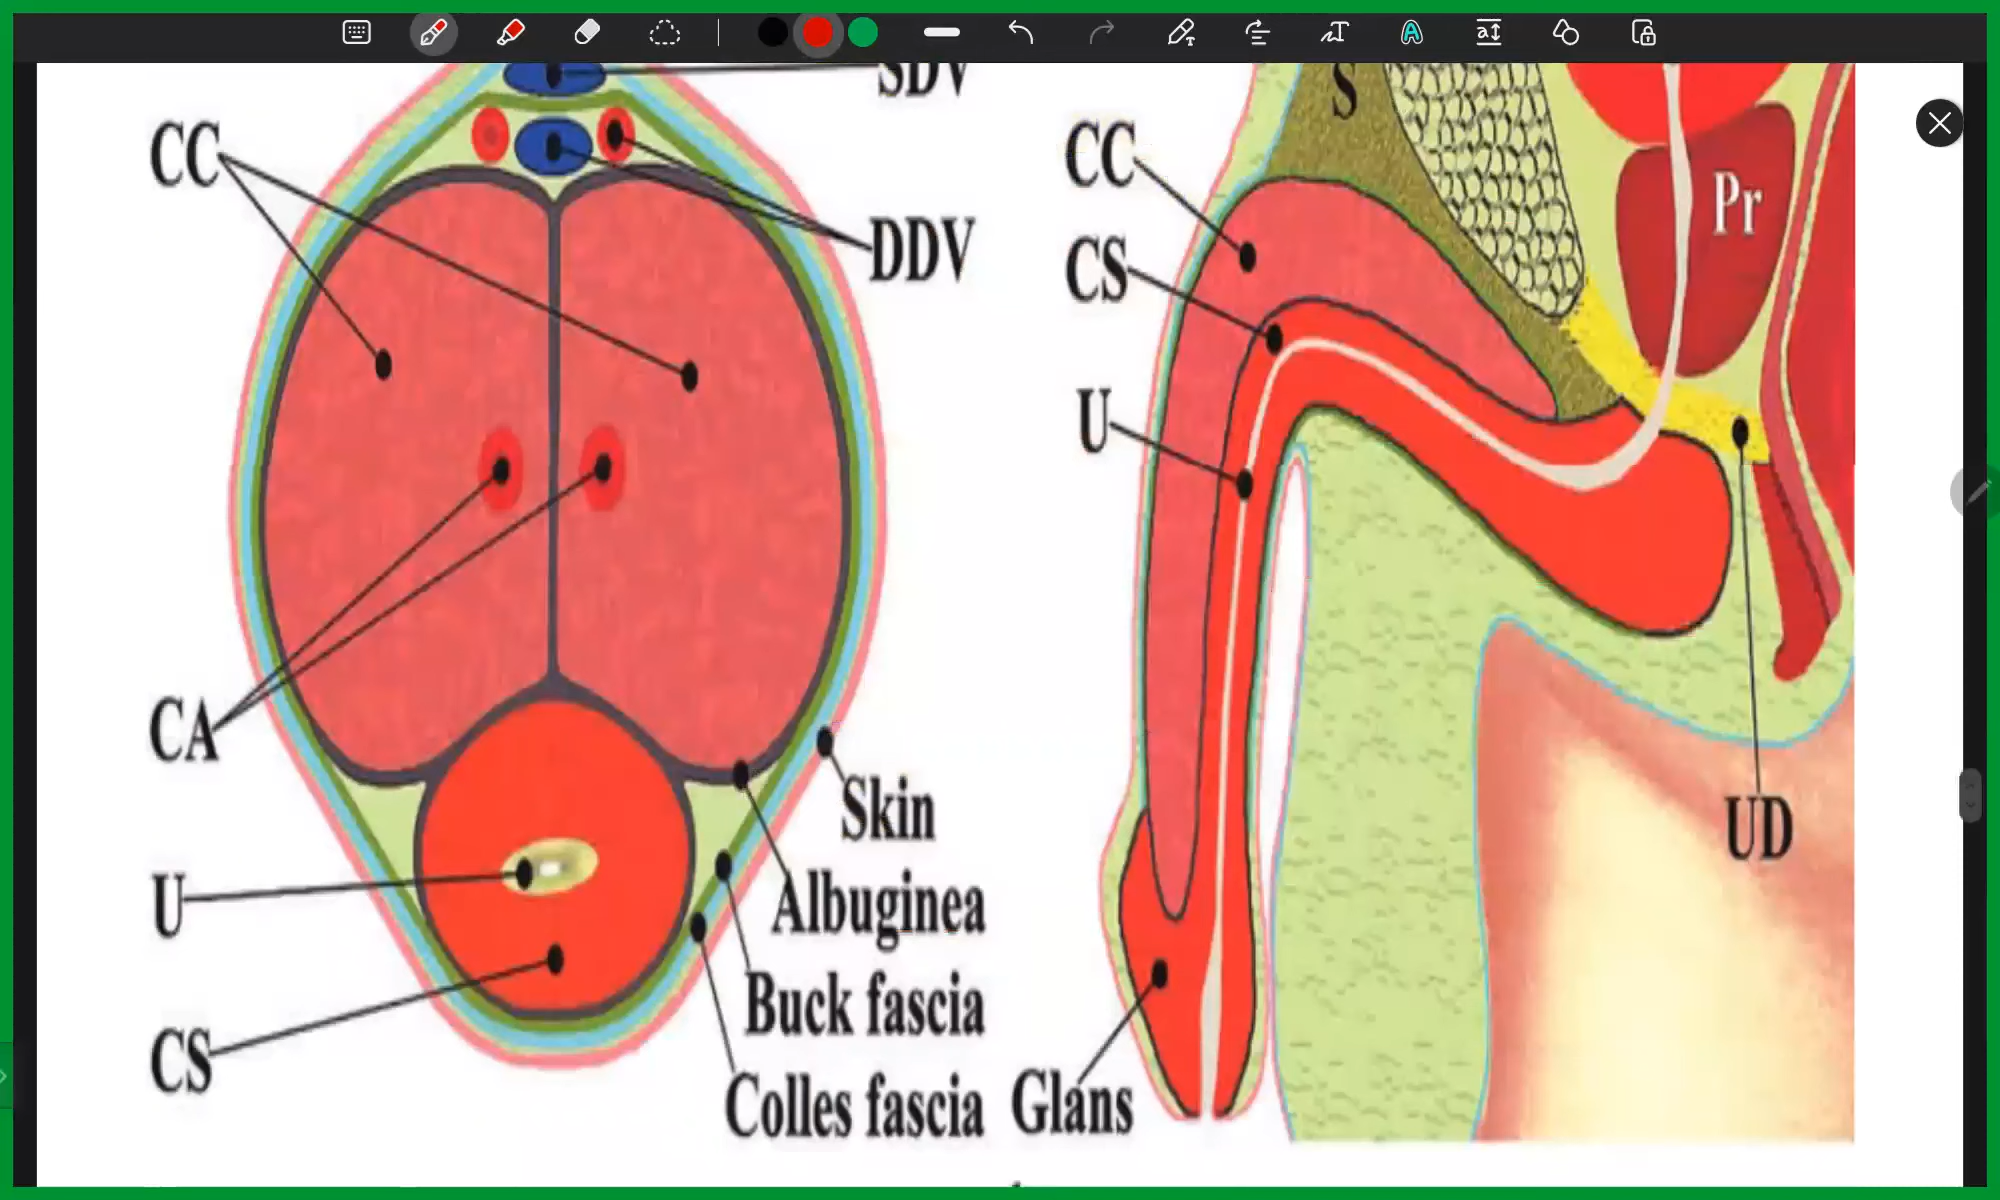 SDV
CC
DDV
CA
U
CS
Skin
Albuginea
Buck fascia
Colles fascia
S
CC
CS
U
Pr
UD
Glans